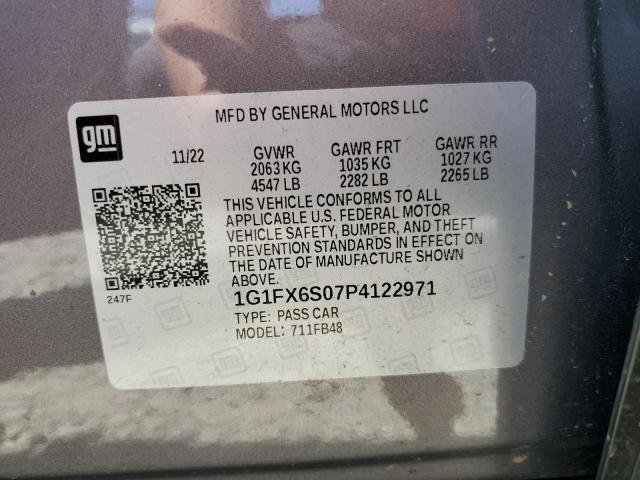 MFD BY GENERAL MOTORS LLC
gm
11/22 GVWR GAWR FRT GAWR RR
2063 KG 1035 KG 1027 KG
4547 LB 2282 LB 2265 LB
THIS VEHICLE CONFORMS TO ALL
APPLICABLE U.S. FEDERAL MOTOR
VEHICLE SAFETY, BUMPER, AND THEFT
PREVENTION STANDARDS IN EFFECT ON
THE DATE OF MANUFACTURE SHOWN
ABOVE.
247F
1G1FX6S07P4122971
TYPE: PASS CAR
MODEL: 711FB48